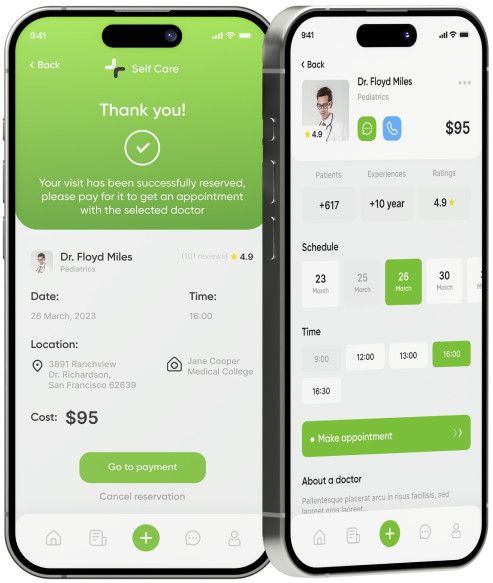 9:41
Back
Self Care
Thank you!
Your visit has been successfully reserved,
please pay for it to get an appointment
with the selected doctor
Dr. Floyd Miles
(101 reviews) 4.9
Pediatrics
Date:
Time:
26 March, 2023
16:00
Location:
3891 Ranchview
Dr. Richardson,
San Francisco 62639
Jane Cooper
Medical College
Cost: $95
Go to payment
Cancel reservation
9:41
Back
Dr. Floyd Miles
Pediatrics
4.9
$95
Patients Experiences Ratings
+617 +10 year 4.9
Schedule
23 25 26 30
March March March March
Time
9:00 12:00 13:00 16:00
16:30
Make appointment
About a doctor
Pellentesque placerat arcu in risus facilisis, sed
laoreet eros laoreet